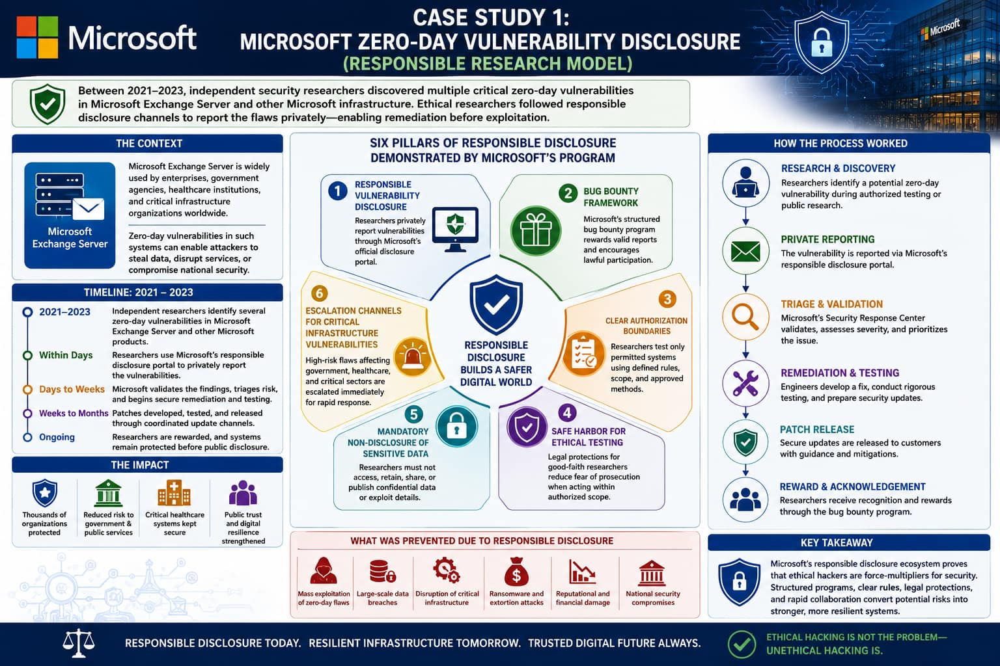 Microsoft
CASE STUDY 1:
MICROSOFT ZERO-DAY VULNERABILITY DISCLOSURE
(RESPONSIBLE RESEARCH MODEL)
Microsoft
Between 2021–2023, independent security researchers discovered multiple critical zero-day vulnerabilities
in Microsoft Exchange Server and other Microsoft infrastructure. Ethical researchers followed responsible
disclosure channels to report the flaws privately—enabling remediation before exploitation.
THE CONTEXT
Microsoft
Exchange Server
Microsoft Exchange Server is widely
used by enterprises, government
agencies, healthcare institutions,
and critical infrastructure
organizations worldwide.
Zero-day vulnerabilities in such
systems can enable attackers to
steal data, disrupt services, or
compromise national security.
TIMELINE: 2021 – 2023
2021–2023
Independent researchers identify several
zero-day vulnerabilities in Microsoft
Exchange Server and other Microsoft
products.
Within Days
Researchers use Microsoft's responsible
disclosure portal to privately report
the vulnerabilities.
Days to Weeks
Microsoft validates the findings, triages risk,
and begins secure remediation and testing.
Weeks to Months
Patches developed, tested, and released
through coordinated update channels.
Ongoing
Researchers are rewarded, and systems
remain protected before public disclosure.
THE IMPACT
Thousands of
organizations
protected
Reduced risk to
government &
public services
Critical healthcare
systems kept
secure
Public trust
and digital
resilience
strengthened
SIX PILLARS OF RESPONSIBLE DISCLOSURE
DEMONSTRATED BY MICROSOFT'S PROGRAM
1
RESPONSIBLE
VULNERABILITY
DISCLOSURE
Researchers privately
report vulnerabilities
through Microsoft's
official disclosure
portal.
2
BUG BOUNTY
FRAMEWORK
Microsoft's structured
bug bounty program
rewards valid reports
and encourages
lawful participation.
3
CLEAR AUTHORIZATION
BOUNDARIES
Researchers test only
permitted systems
using defined rules,
scope, and approved
methods.
4
SAFE HARBOR FOR
ETHICAL TESTING
Legal protections for
good-faith researchers
reduce fear of prosecution
when acting within
authorized scope.
5
MANDATORY
NON-DISCLOSURE OF
SENSITIVE DATA
Researchers must not
access, retain, share, or
publish confidential data
or exploit details.
6
ESCALATION CHANNELS
FOR CRITICAL
INFRASTRUCTURE
VULNERABILITIES
High-risk flaws affecting
government, healthcare,
and critical sectors are
escalated immediately
for rapid response.
RESPONSIBLE
DISCLOSURE
BUILDS A SAFER
DIGITAL WORLD
WHAT WAS PREVENTED DUE TO RESPONSIBLE DISCLOSURE
Mass exploitation
of zero-day flaws
Large-scale data
breaches
Disruption of critical
infrastructure
$
Ransomware and
extortion attacks
Reputational and
financial damage
National security
compromises
HOW THE PROCESS WORKED
RESEARCH & DISCOVERY
Researchers identify a potential zero-day
vulnerability during authorized testing or
public research.
PRIVATE REPORTING
The vulnerability is reported via Microsoft's
responsible disclosure portal.
TRIAGE & VALIDATION
Microsoft's Security Response Center
validates, assesses severity, and prioritizes
the issue.
REMEDIATION & TESTING
Engineers develop a fix, conduct rigorous
testing, and prepare security updates.
PATCH RELEASE
Secure updates are released to customers
with guidance and mitigations.
REWARD & ACKNOWLEDGEMENT
Researchers receive recognition and rewards
through the bug bounty program.
KEY TAKEAWAY
Microsoft's responsible disclosure ecosystem proves
that ethical hackers are force-multipliers for security.
Structured programs, clear rules, legal protections,
and rapid collaboration convert potential risks into
stronger, more resilient systems.
RESPONSIBLE DISCLOSURE TODAY. RESILIENT INFRASTRUCTURE TOMORROW. TRUSTED DIGITAL FUTURE ALWAYS.
ETHICAL HACKING IS NOT THE PROBLEM—
UNETHICAL HACKING IS.